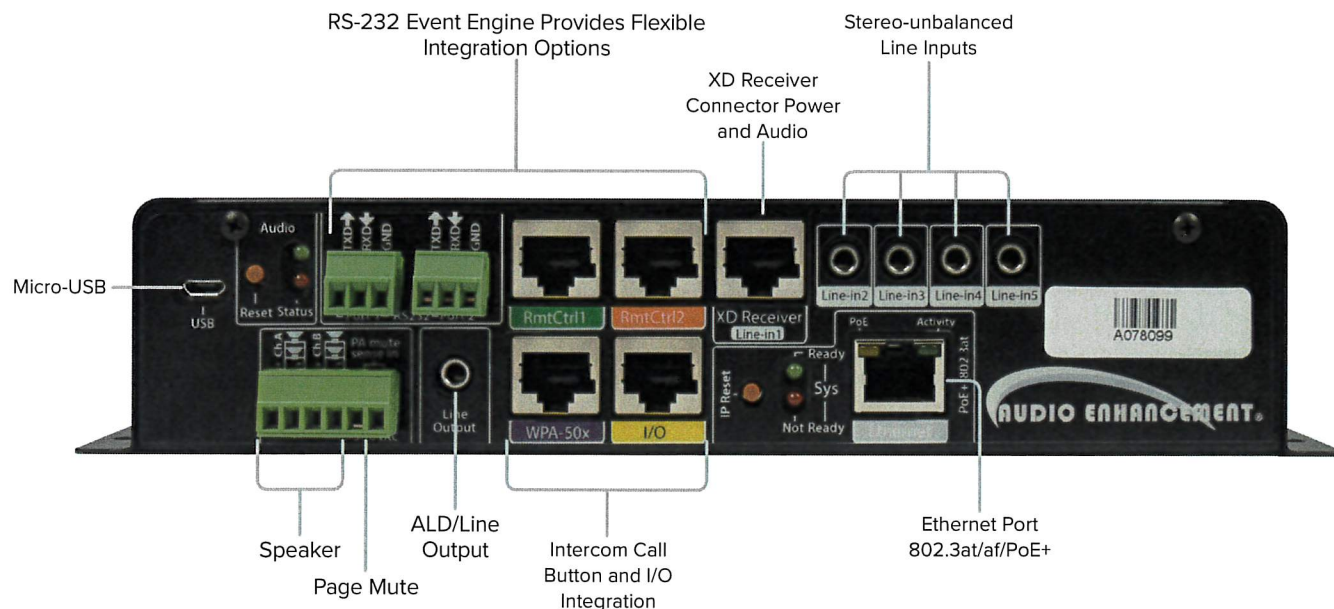 RS-232 Event Engine Provides Flexible
Integration Options
Stereo-unbalanced
Line Inputs
XD Receiver
Connector Power
and Audio
Micro-USB
USB
Audio
Reset
Status
TXD
RXD
GND
TXD
RXD
GND
RS232
RmtCtrl1
RmtCtrl2
XD Receiver
Line-in1
Line-in2
Line-in3
Line-in4
Line-in5
A078099
Ch.A
Ch.B
PA mute
sense in
Line
Output
WPA-50x
I/O
IP Reset
Ready
Sys
Not Ready
PoE
Activity
PoE+ 802.3at
Ethernet
AUDIO ENHANCEMENT®
Speaker
Page Mute
ALD/Line
Output
Intercom Call
Button and I/O
Integration
Ethernet Port
802.3at/af/PoE+